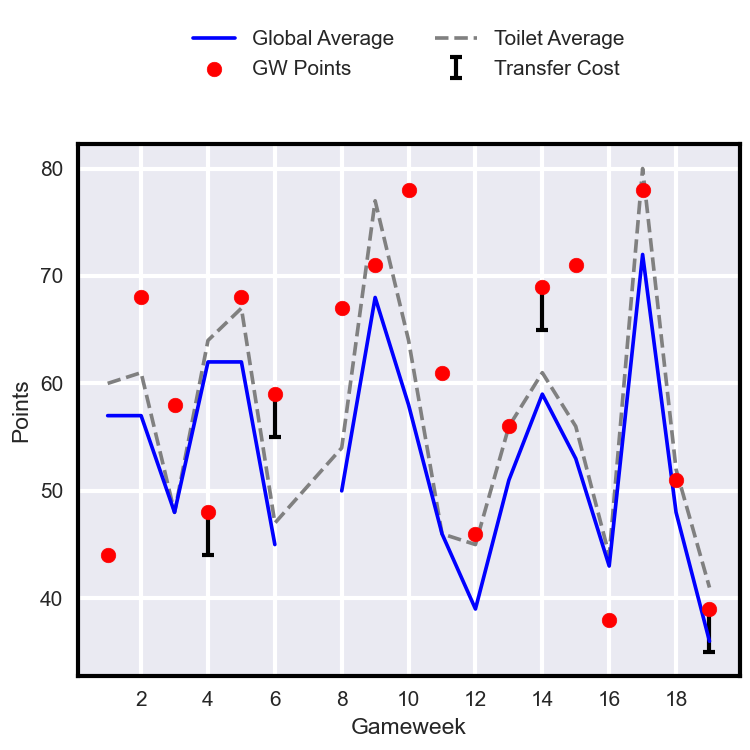 Global Average
Toilet Average
GW Points
Transfer Cost
80
70
60
50
40
Points
2 4 6 8 10 12 14 16 18
Gameweek